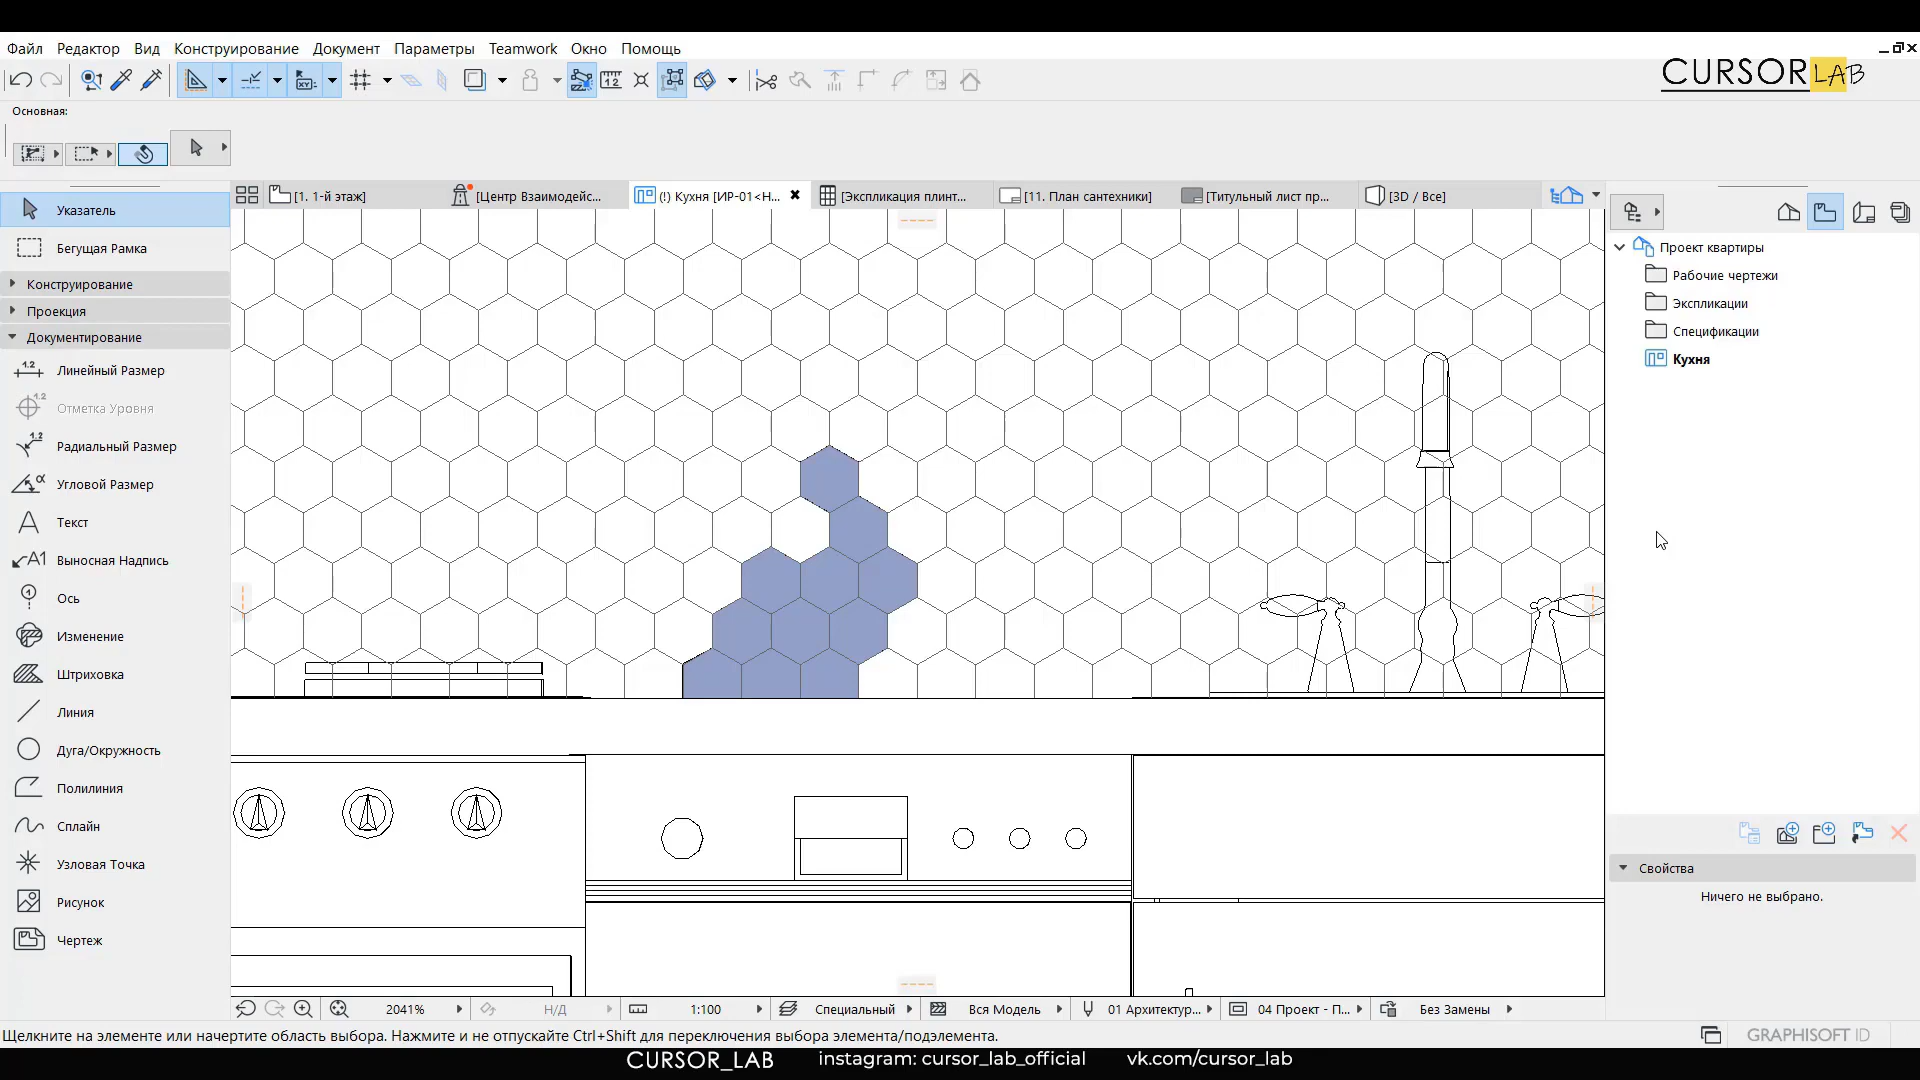 Файл Редактор Вид Конструирование Документ Параметры Teamwork Окно Помощь
CURSOR LAB
Основная:
[1. 1-й этаж] [Центр Взаимодейс... (!) Кухня [ИР-01<Н... [Экспликация плинт... [11. План сантехники] [Титульный лист пр... [3D / Все]
Указатель
Бегущая Рамка
Конструирование
Проекция
Документирование
Линейный Размер
Отметка Уровня
Радиальный Размер
Угловой Размер
Текст
Выносная Надпись
Ось
Изменение
Штриховка
Линия
Дуга/Окружность
Полилиния
Сплайн
Узловая Точка
Рисунок
Чертеж
Проект квартиры
Рабочие чертежи
Экспликации
Спецификации
Кухня
Свойства
Ничего не выбрано.
2041% Н/Д 1:100 Специальный Вся Модель 01 Архитектур... 04 Проект - П... Без Замены
Щелкните на элементе или начертите область выбора. Нажмите и не отпускайте Ctrl+Shift для переключения выбора элемента/подэлемента.
GRAPHISOFT ID
CURSOR_LAB instagram: cursor_lab_official vk.com/cursor_lab